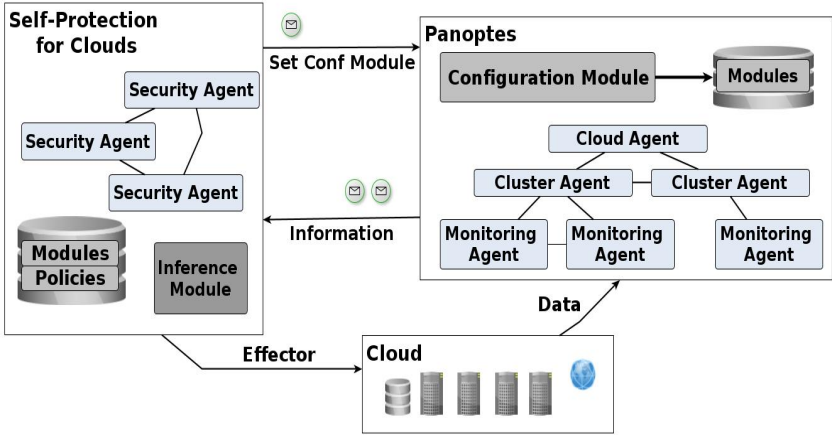 Self-Protection
for Clouds
Security Agent
Security Agent
Security Agent
Modules
Policies
Inference
Module
Set Conf Module
Information
Panoptes
Configuration Module
Modules
Cloud Agent
Cluster Agent
Cluster Agent
Monitoring
Agent
Monitoring
Agent
Monitoring
Agent
Data
Effector
Cloud